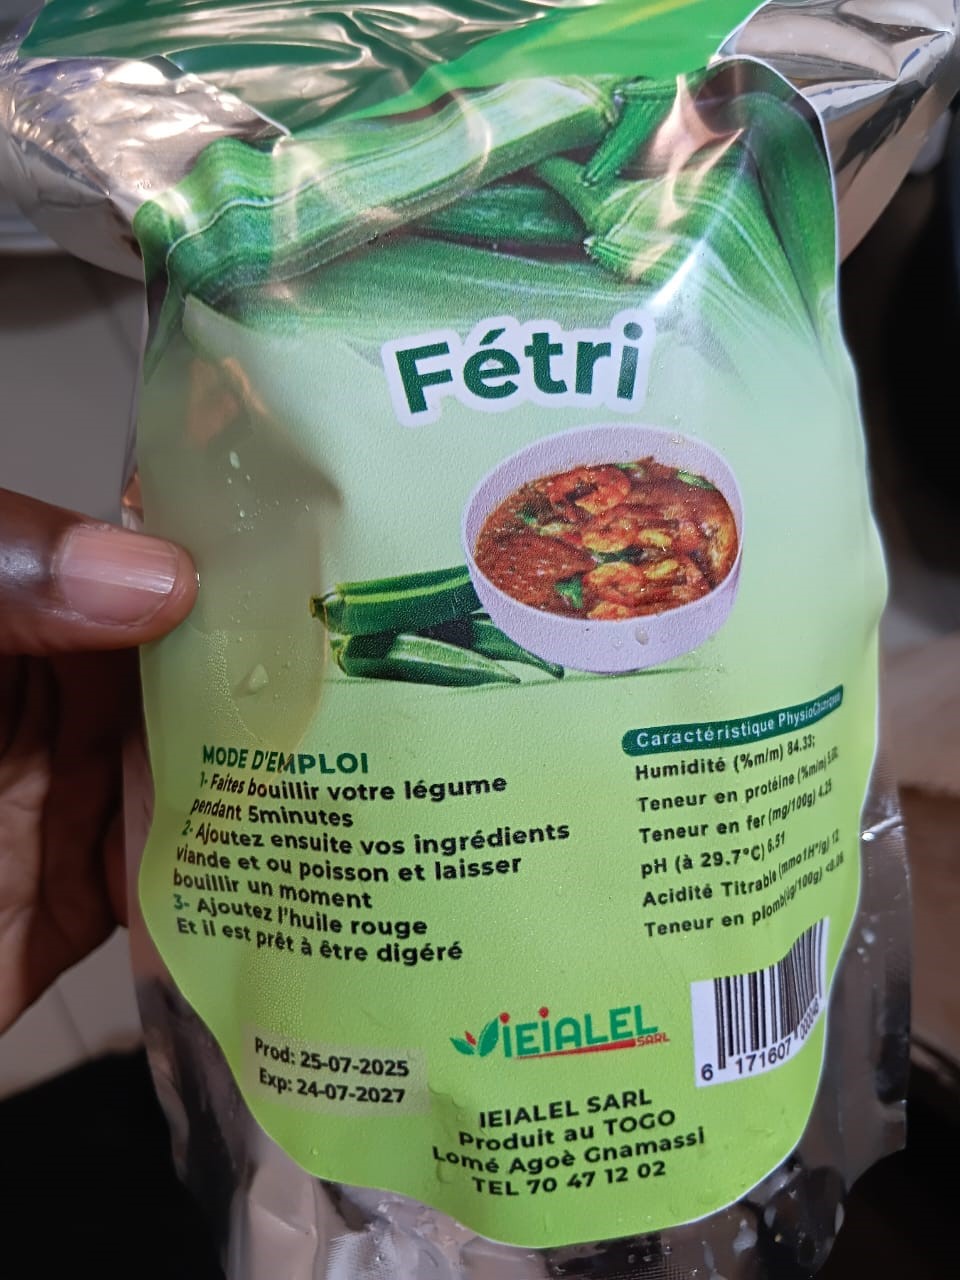 Fétri
MODE D'EMPLOI
1- Faites bouillir votre légume
pendant 5minutes
2- Ajoutez ensuite vos ingrédients
viande et ou poisson et laisser
bouillir un moment
3- Ajoutez l'huile rouge
Et il est prêt à être digéré
Caractéristique
Humidité (%m/m) 84.33;
Teneur en protéine (%m/m)
Teneur en fer (mg/100g) 4.25
pH (à 29.7°C) 6.51
Acidité Titrable 12
Teneur en plomb(µg/100g)
IEIALEL
SARL
6 171607
Prod: 25-07-2025
Exp: 24-07-2027
IEIALEL SARL
Produit au TOGO
Lomé Agoè Gnamassi
TEL 70 47 12 02